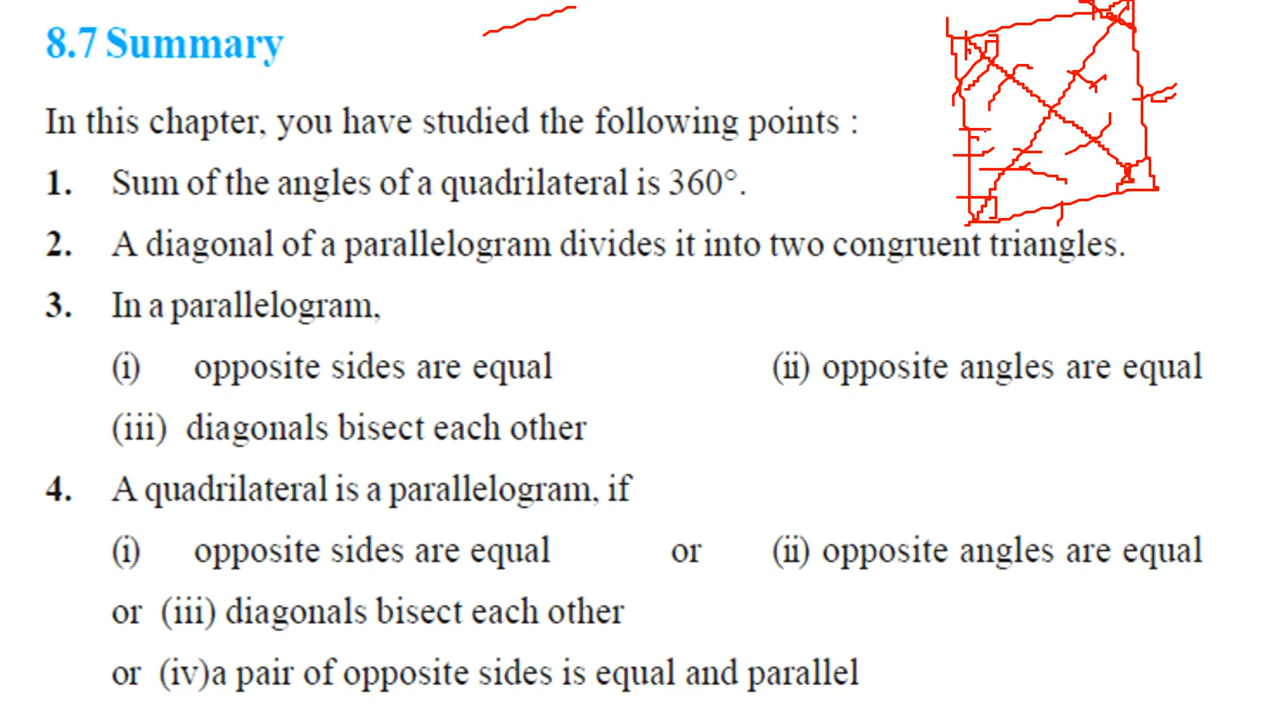 8.7 Summary
In this chapter, you have studied the following points :
1. Sum of the angles of a quadrilateral is 360°.
2. A diagonal of a parallelogram divides it into two congruent triangles.
3. In a parallelogram,
(i) opposite sides are equal (ii) opposite angles are equal
(iii) diagonals bisect each other
4. A quadrilateral is a parallelogram, if
(i) opposite sides are equal or (ii) opposite angles are equal
or (iii) diagonals bisect each other
or (iv)a pair of opposite sides is equal and parallel